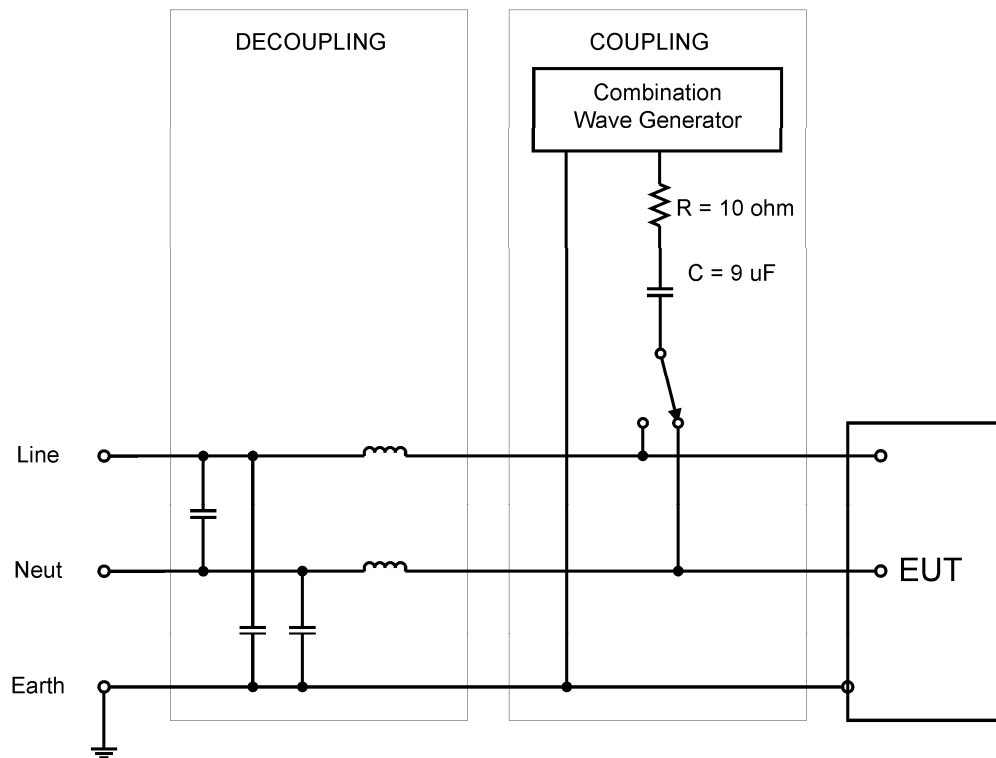 DECOUPLING
COUPLING
Combination
Wave Generator
R = 10 ohm
C = 9 uF
Line
Neut
EUT
Earth